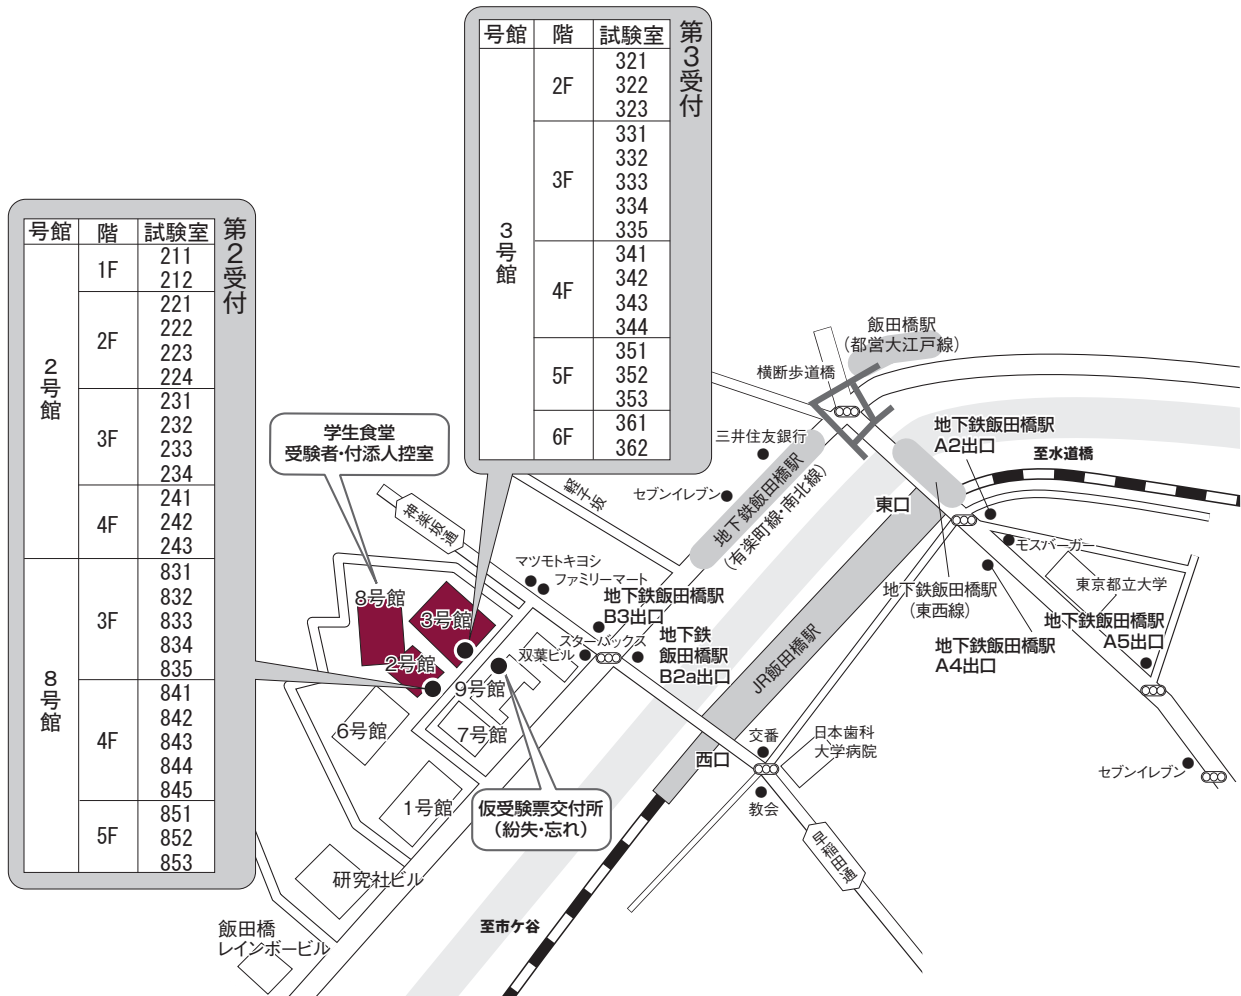 第3受付
号館 階 試験室
3号館
2F
321
322
323
3F
331
332
333
334
335
4F
341
342
343
344
5F
351
352
353
6F
361
362
第2受付
号館 階 試験室
2号館
1F
211
212
2F
221
222
223
224
3F
231
232
233
234
4F
241
242
243
8号館
3F
831
832
833
834
835
4F
841
842
843
844
845
5F
851
852
853
学生食堂
受験者・付添人控室
飯田橋駅
(都営大江戸線)
横断歩道橋
三井住友銀行
セブンイレブン
軽子坂
神楽坂通
地下鉄飯田橋駅
(有楽町線・南北線)
地下鉄飯田橋駅
A2出口
至水道橋
東口
モスバーガー
東京都立大学
地下鉄飯田橋駅
(東西線)
地下鉄飯田橋駅
A5出口
地下鉄飯田橋駅
A4出口
マツモトキヨシ
ファミリーマート
地下鉄飯田橋駅
B3出口
スターバックス
双葉ビル
地下鉄
飯田橋駅
B2a出口
JR飯田橋駅
8号館
3号館
2号館
9号館
6号館
7号館
1号館
仮受験票交付所
(紛失・忘れ)
西口
交番
日本歯科
大学病院
教会
早稲田通
セブンイレブン
研究社ビル
飯田橋
レインボービル
至市ケ谷